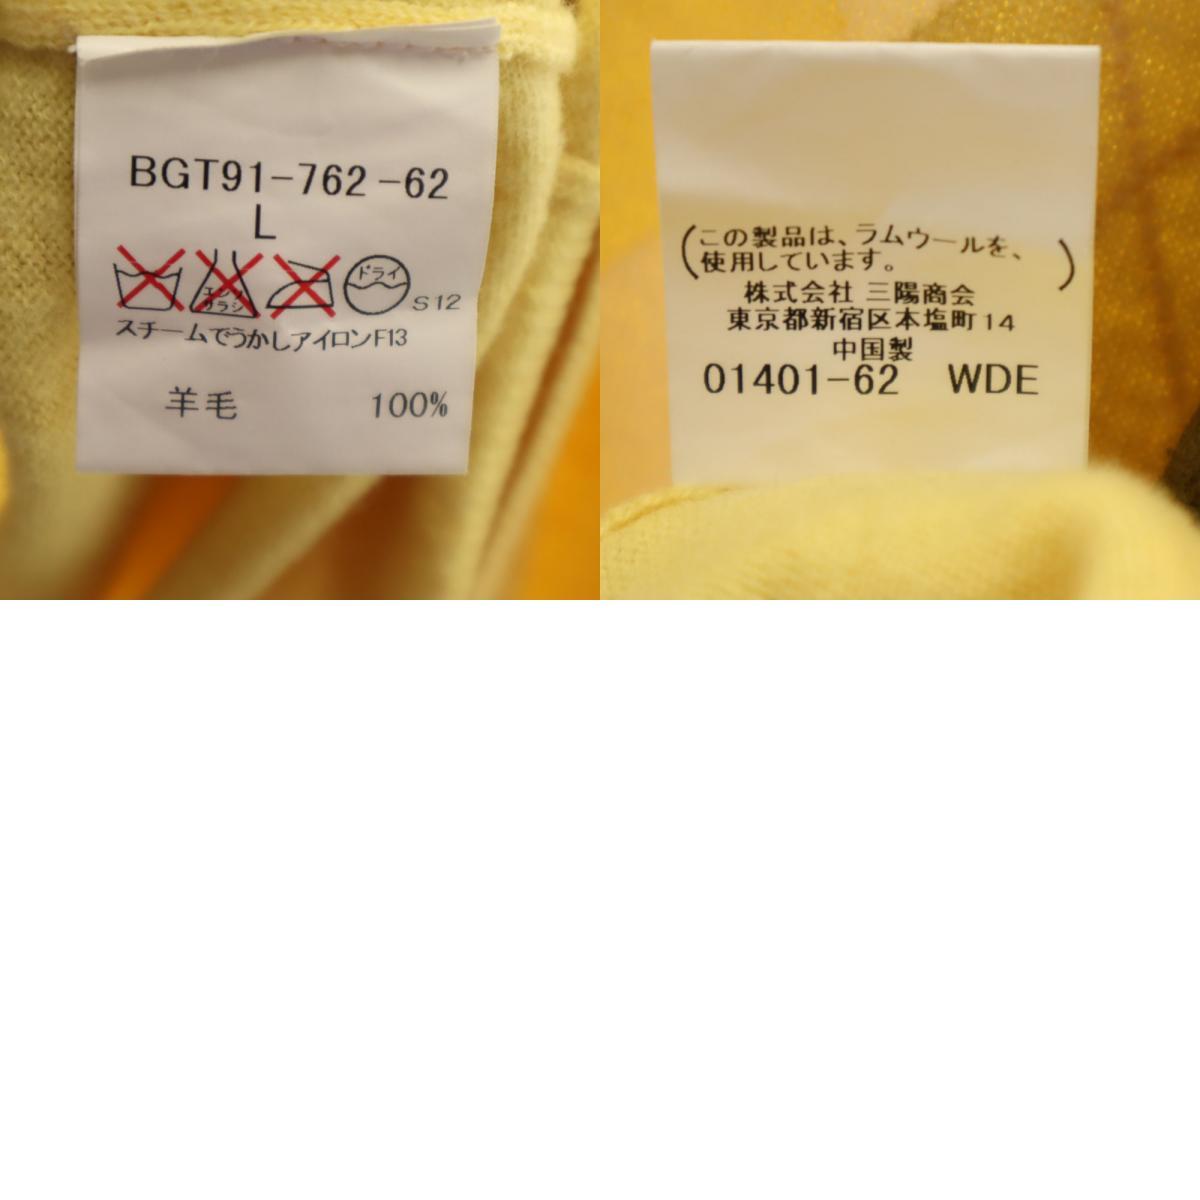 BGT91-762-62
L
エンソ
サラシ
ドライ
S12
スチームでうかしアイロンF13
羊毛 100%
(この製品は、ラムウールを、
使用しています。)
株式会社 三陽商会
東京都新宿区本塩町14
中国製
01401-62 WDE